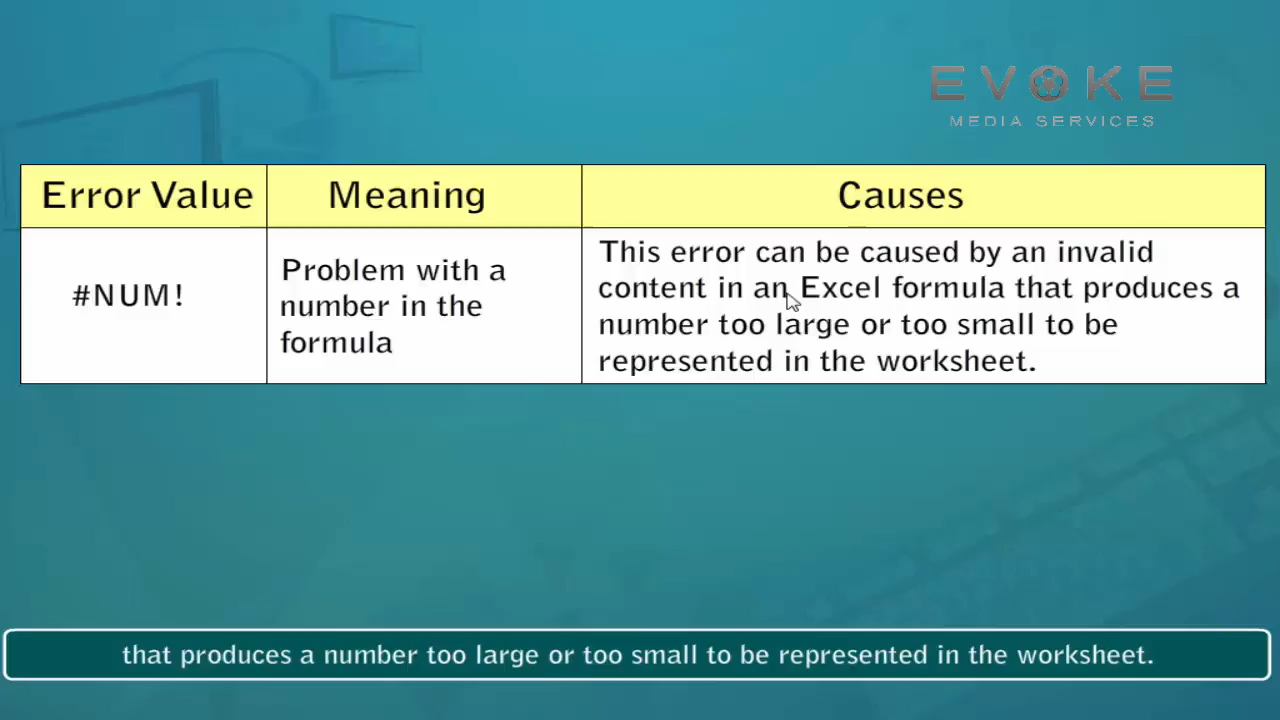 EVOKE
MEDIA SERVICES
Error Value
Meaning
Causes
#NUM!
Problem with a
number in the
formula
This error can be caused by an invalid
content in an Excel formula that produces a
number too large or too small to be
represented in the worksheet.
that produces a number too large or too small to be represented in the worksheet.